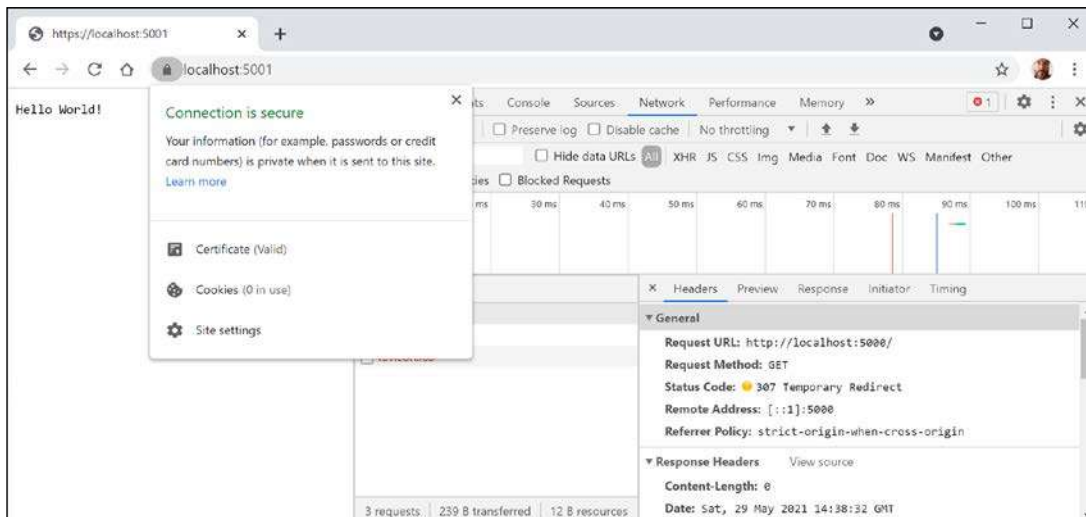 https://localhost:5001
localhost:5001
Hello World!
Connection is secure
Your information (for example, passwords or credit
card numbers) is private when it is sent to this site.
Learn more
Certificate (Valid)
Cookies (0 in use)
Site settings
Console Sources Network Performance Memory » 1
Preserve log Disable cache No throttling
Hide data URLs All XHR JS CSS Img Media Font Doc WS Manifest Other
Blocked Requests
ms 30 ms 40 ms 50 ms 60 ms 70 ms 80 ms 90 ms 100 ms
Headers Preview Response Initiator Timing
General
Request URL: http://localhost:5000/
Request Method: GET
Status Code: 307 Temporary Redirect
Remote Address: [::1]:5000
Referrer Policy: strict-origin-when-cross-origin
Response Headers View source
Content-Length: 0
Date: Sat, 29 May 2021 14:38:32 GMT
3 requests 239 B transferred 12 B resources